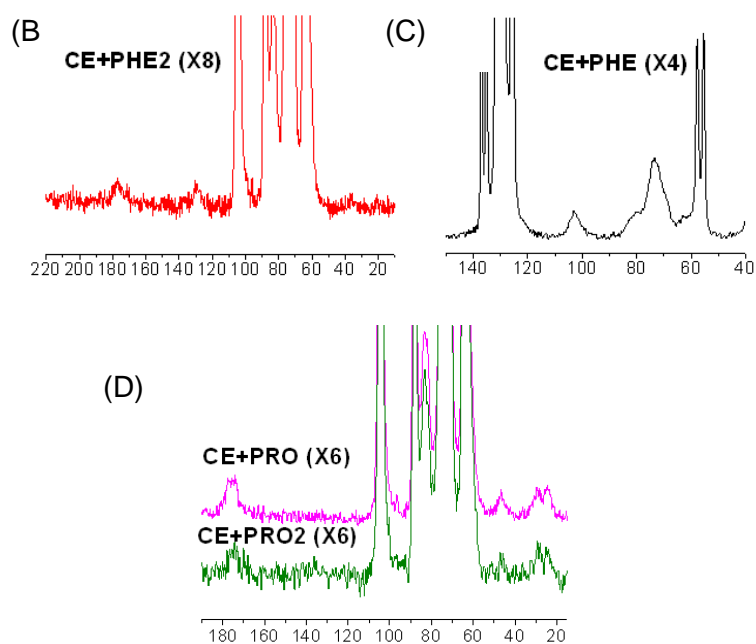 (B)
CE+PHE2 (X8)
220 200 180 160 140 120 100 80 60 40 20
(C)
CE+PHE (X4)
140 120 100 80 60 40
(D)
CE+PRO (X6)
CE+PRO2 (X6)
180 160 140 120 100 80 60 40 20